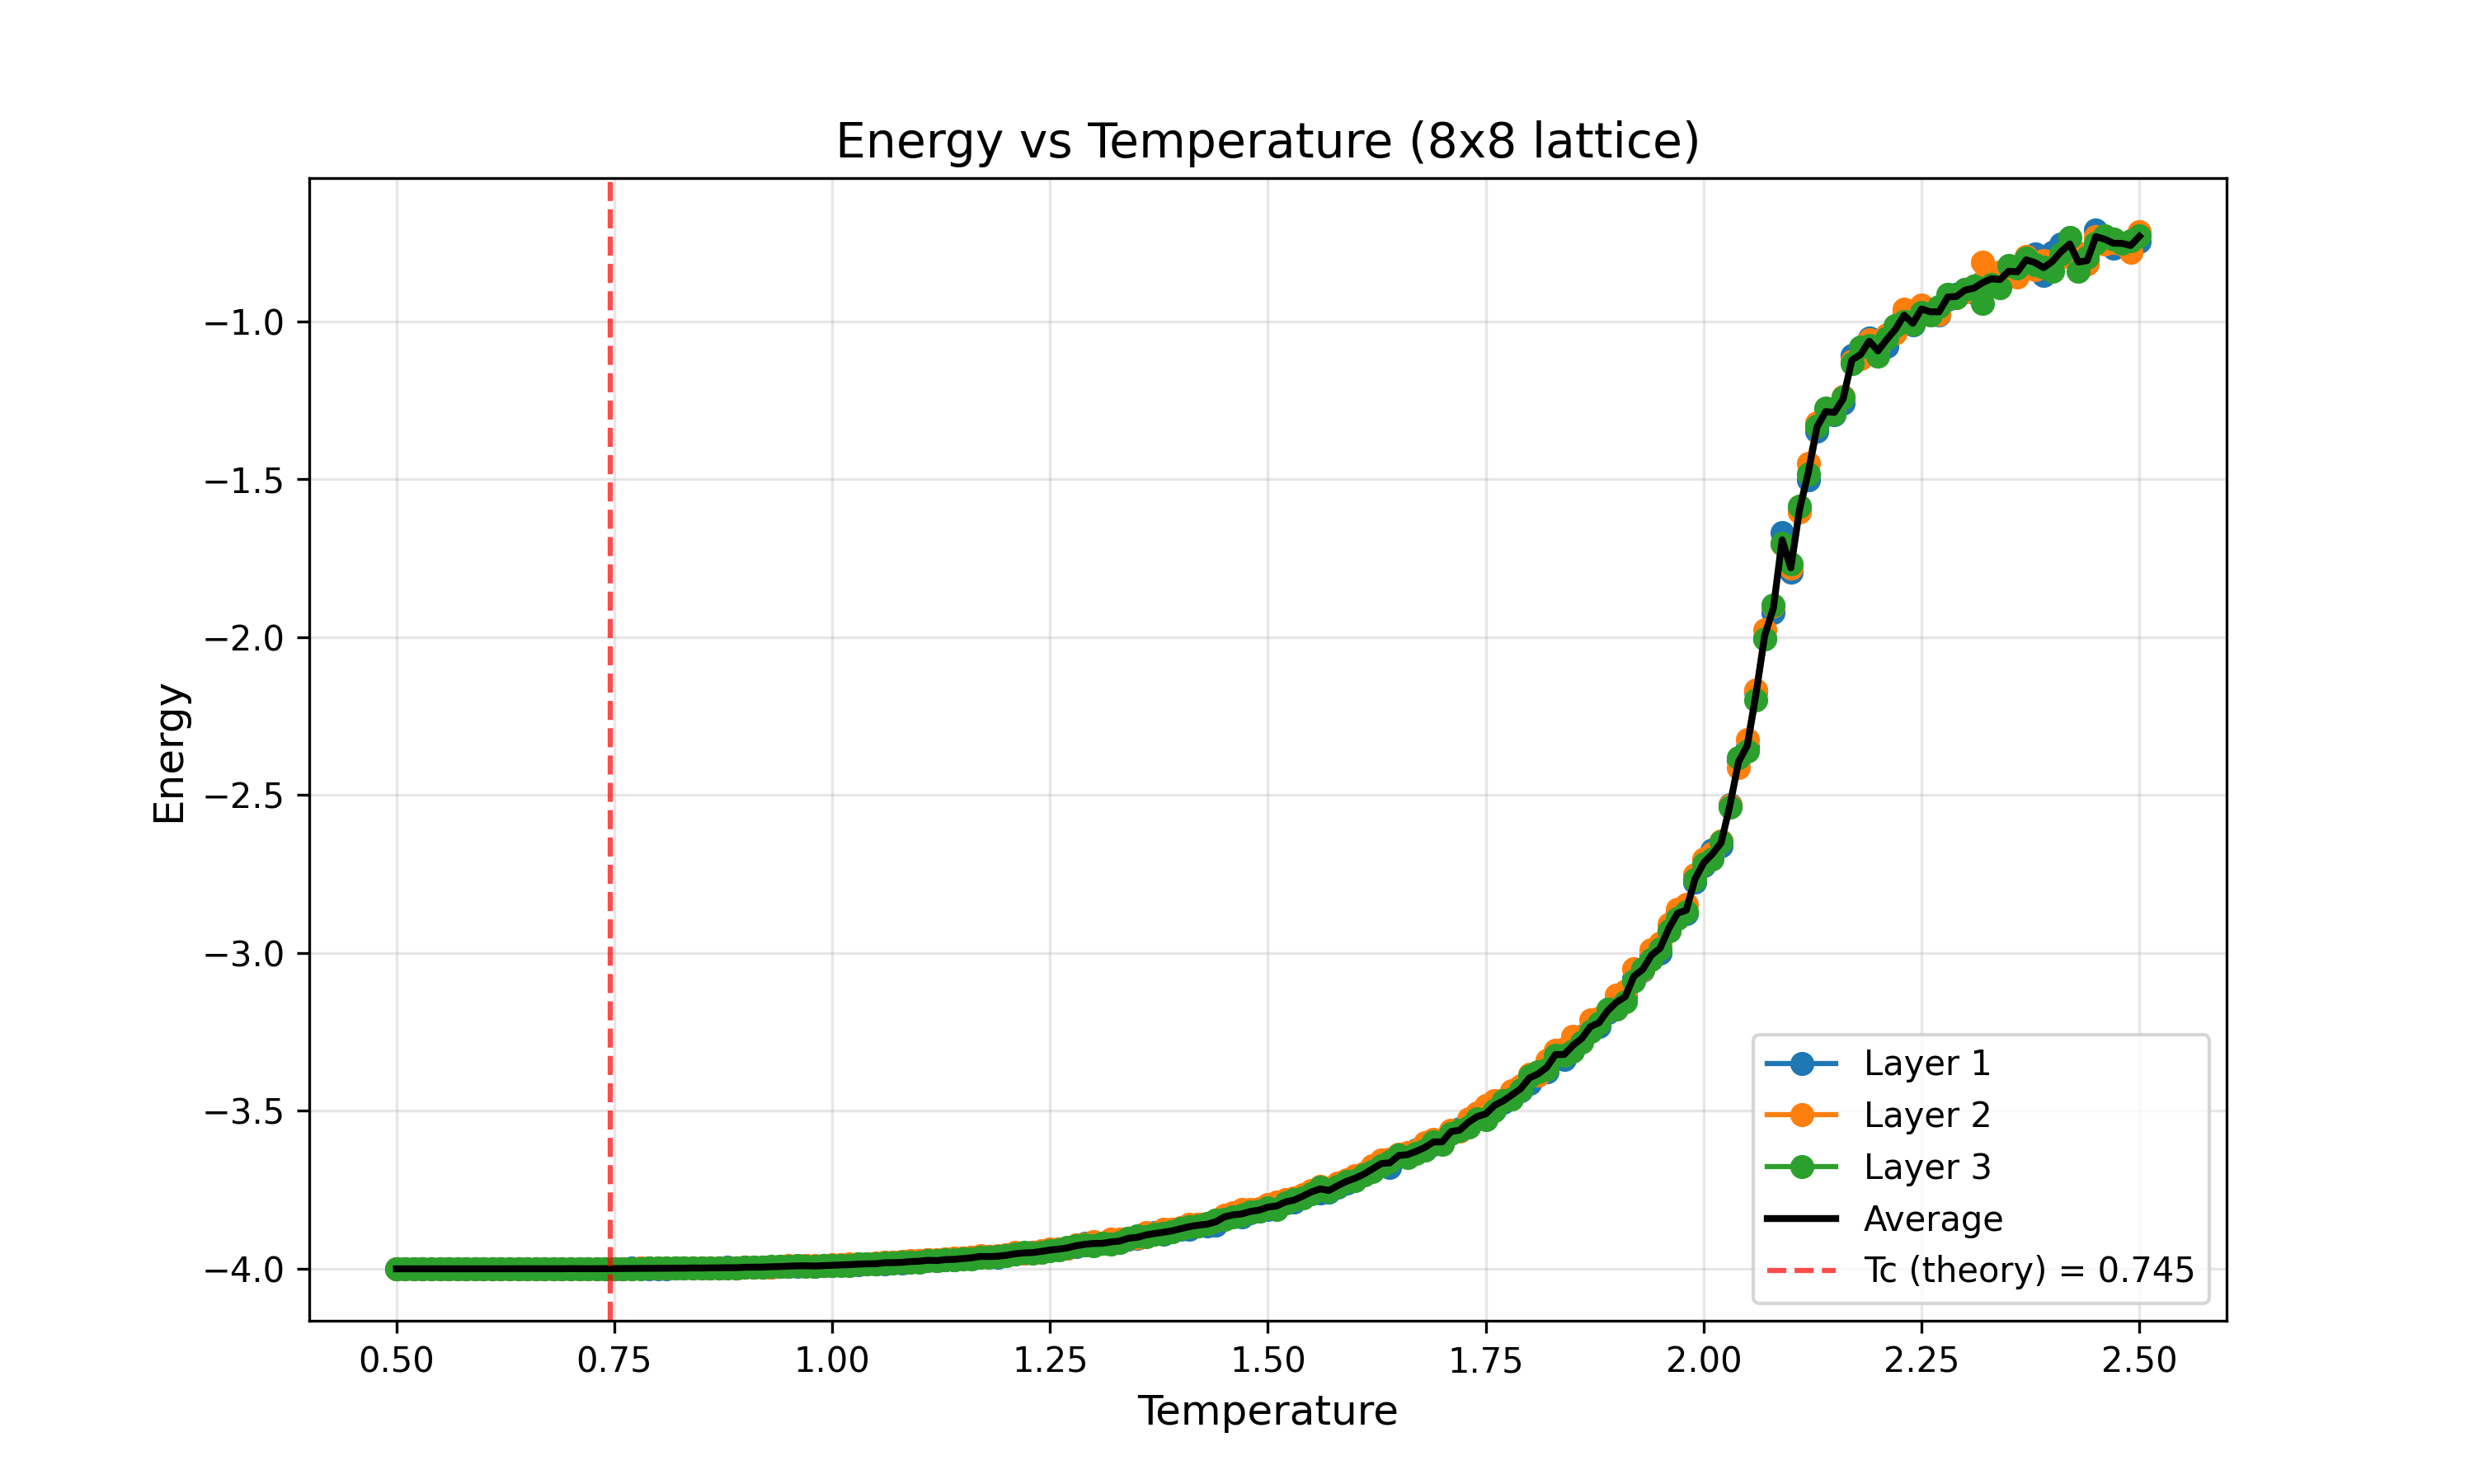 Energy vs Temperature (8x8 lattice)
Energy
−1.0
−1.5
−2.0
−2.5
−3.0
−3.5
−4.0
Layer 1
Layer 2
Layer 3
Average
Tc (theory) = 0.745
0.50 0.75 1.00 1.25 1.50 1.75 2.00 2.25 2.50
Temperature